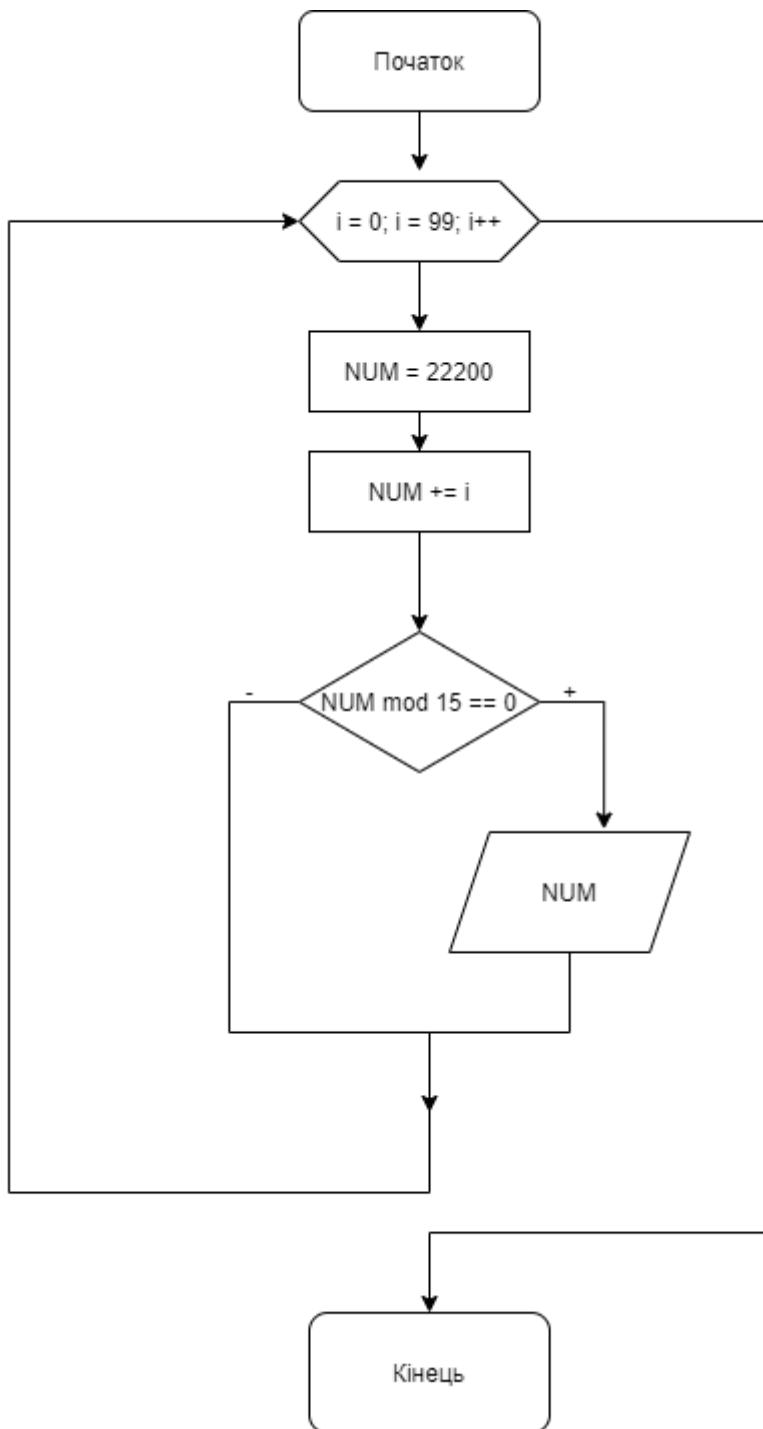 Початок
i = 0; i = 99; i++
NUM = 22200
NUM += i
NUM mod 15 == 0
-
+
NUM
Кінець